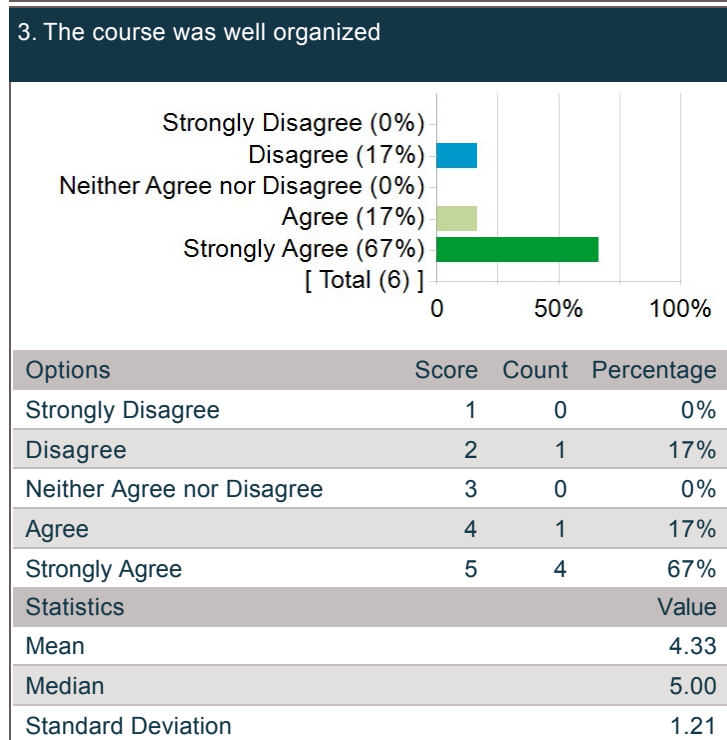 3. The course was well organized
Strongly Disagree (0%)
Disagree (17%)
Neither Agree nor Disagree (0%)
Agree (17%)
Strongly Agree (67%)
[ Total (6) ]
0 50% 100%
Options Score Count Percentage
Strongly Disagree 1 0 0%
Disagree 2 1 17%
Neither Agree nor Disagree 3 0 0%
Agree 4 1 17%
Strongly Agree 5 4 67%
Statistics Value
Mean 4.33
Median 5.00
Standard Deviation 1.21